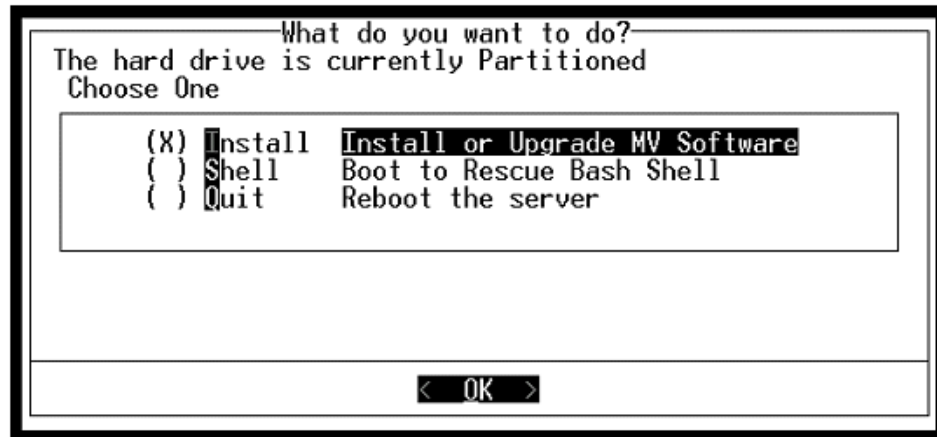 What do you want to do?
The hard drive is currently Partitioned
Choose One
(X) Install Install or Upgrade MV Software
( ) Shell Boot to Rescue Bash Shell
( ) Quit Reboot the server
< OK >